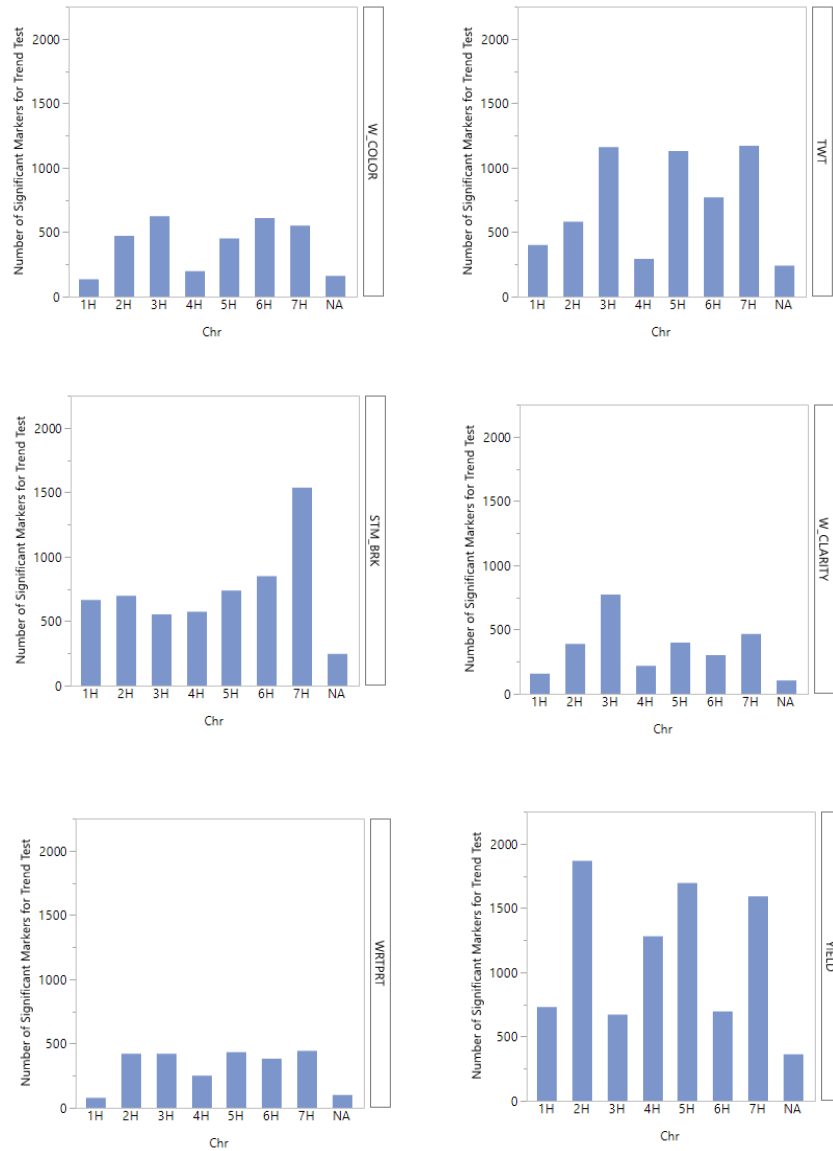 Number of Significant Markers for Trend Test
2000
1500
1000
500
0
1H 2H 3H 4H 5H 6H 7H NA
Chr
W_COLOR
Number of Significant Markers for Trend Test
2000
1500
1000
500
0
1H 2H 3H 4H 5H 6H 7H NA
Chr
TWT
Number of Significant Markers for Trend Test
2000
1500
1000
500
0
1H 2H 3H 4H 5H 6H 7H NA
Chr
STM_BRK
Number of Significant Markers for Trend Test
2000
1500
1000
500
0
1H 2H 3H 4H 5H 6H 7H NA
Chr
W_CLARITY
Number of Significant Markers for Trend Test
2000
1500
1000
500
0
1H 2H 3H 4H 5H 6H 7H NA
Chr
WRTPRT
Number of Significant Markers for Trend Test
2000
1500
1000
500
0
1H 2H 3H 4H 5H 6H 7H NA
Chr
YIELD